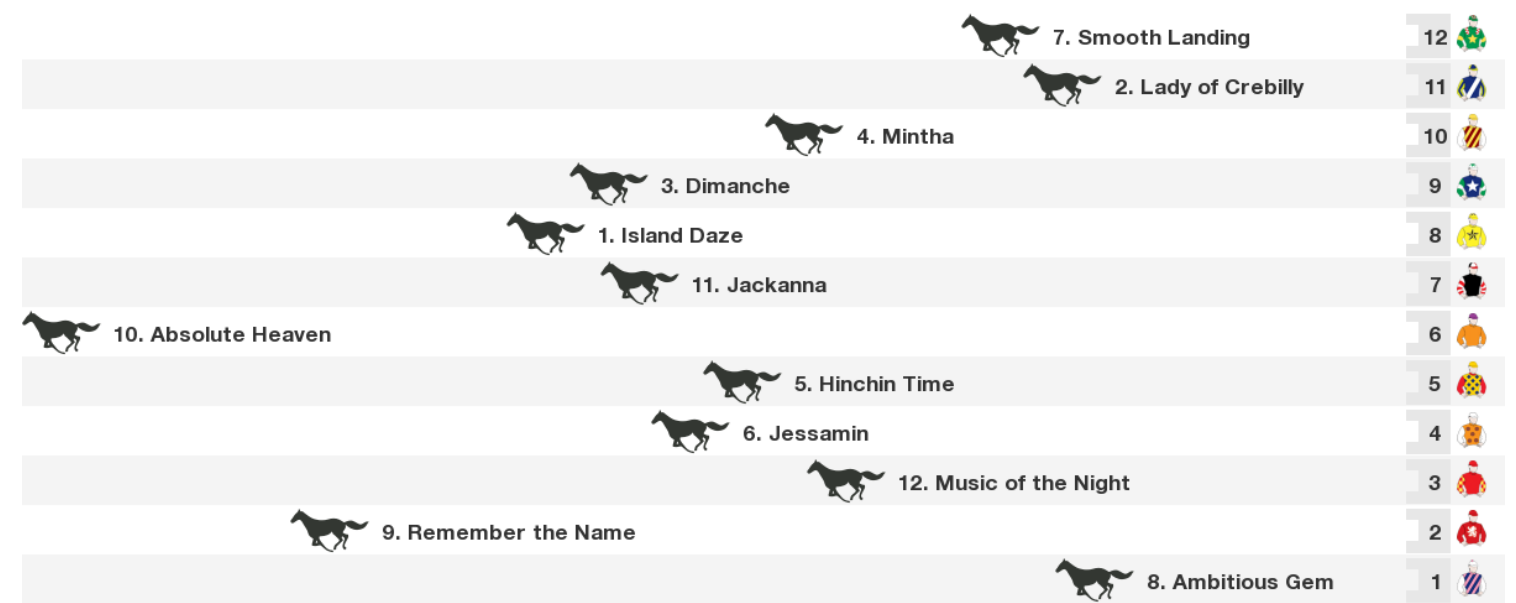 7. Smooth Landing 12
2. Lady of Crebilly 11
4. Mintha 10
3. Dimanche 9
1. Island Daze 8
11. Jackanna 7
10. Absolute Heaven 6
5. Hinchin Time 5
6. Jessamin 4
12. Music of the Night 3
9. Remember the Name 2
8. Ambitious Gem 1